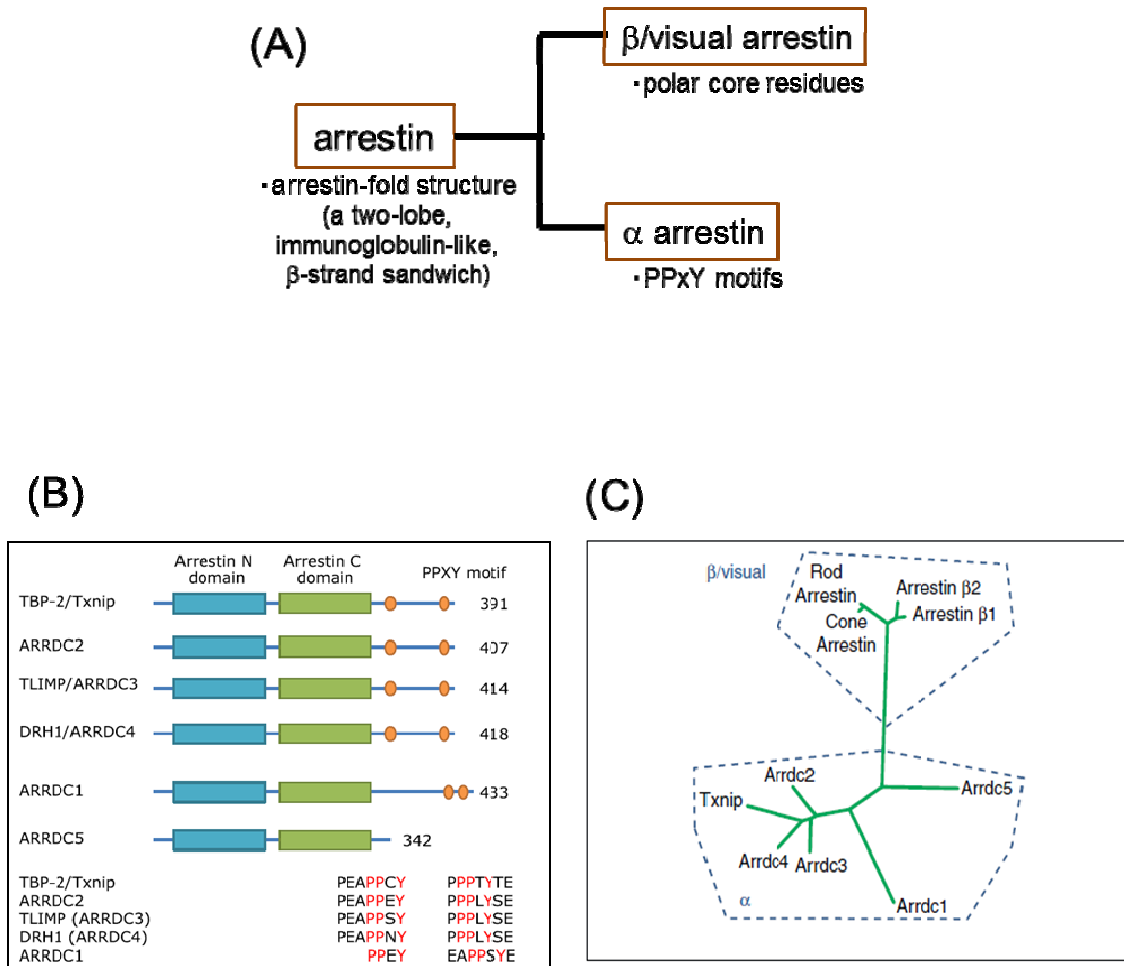 (A)
β/visual arrestin
・polar core residues
arrestin
・arrestin-fold structure
(a two-lobe,
immunoglobulin-like,
β-strand sandwich)
α arrestin
・PPxY motifs
(B)
Arrestin N
domain
Arrestin C
domain
PPXY motif
TBP-2/Txnip 391
ARRDC2 407
TLIMP/ARRDC3 414
DRH1/ARRDC4 418
ARRDC1 433
ARRDC5 342
TBP-2/Txnip PEAPPCY PPPTYTE
ARRDC2 PEAPPEY PPPLYSE
TLIMP (ARRDC3) PEAPPSY PPPLYSE
DRH1 (ARRDC4) PEAPPNY PPPLYSE
ARRDC1 PPEY EAPPSYE
(C)
β/visual
Rod
Arrestin
Cone
Arrestin
Arrestin β2
Arrestin β1
Arrdc2
Txnip
Arrdc5
Arrdc4
Arrdc3
Arrdc1
α